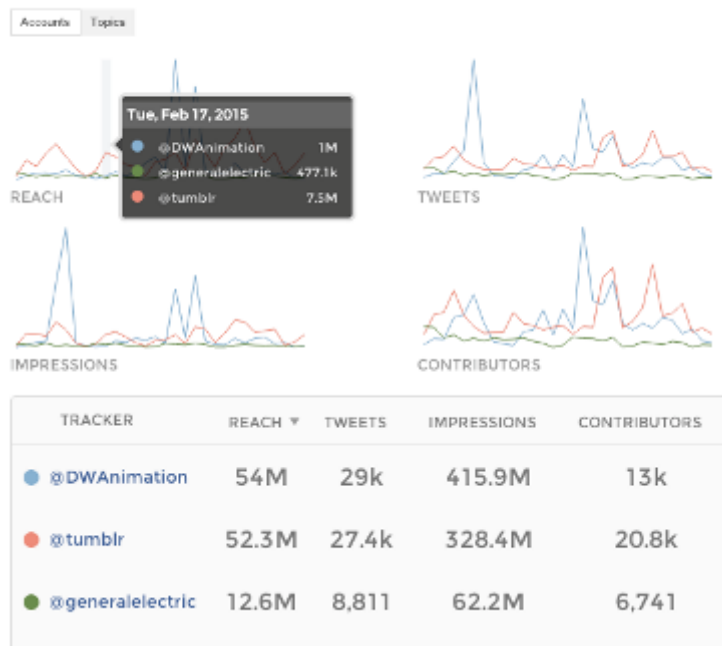 Accounts Topics
Tue, Feb 17, 2015
@DWAnimation 1M
@generalelectric 477.1k
@tumblr 7.5M
REACH
TWEETS
IMPRESSIONS
CONTRIBUTORS
TRACKER REACH ▼ TWEETS IMPRESSIONS CONTRIBUTORS
@DWAnimation 54M 29k 415.9M 13k
@tumblr 52.3M 27.4k 328.4M 20.8k
@generalelectric 12.6M 8,811 62.2M 6,741